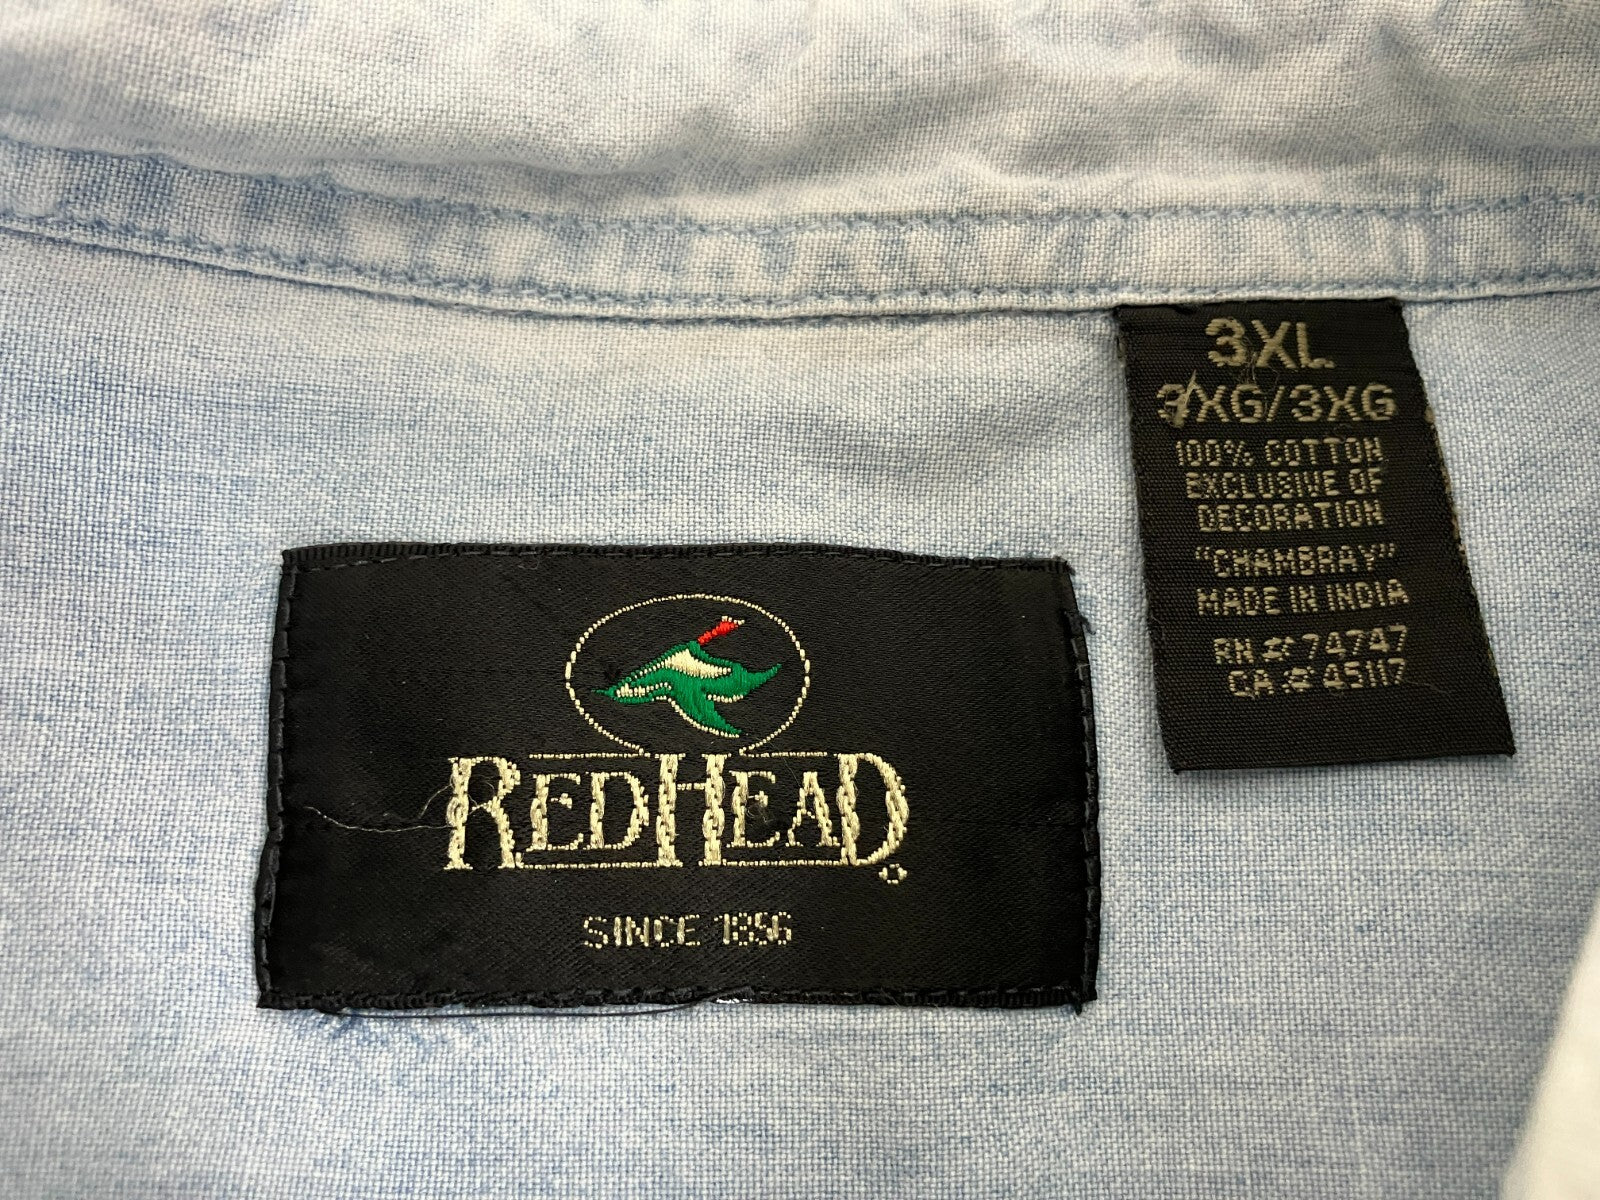 3XL
3XG/3XG
100% COTTON
EXCLUSIVE OF
DECORATION
"CHAMBRAY"
MADE IN INDIA
RN # 74747
CA # 45117
REDHEAD
SINCE 1856